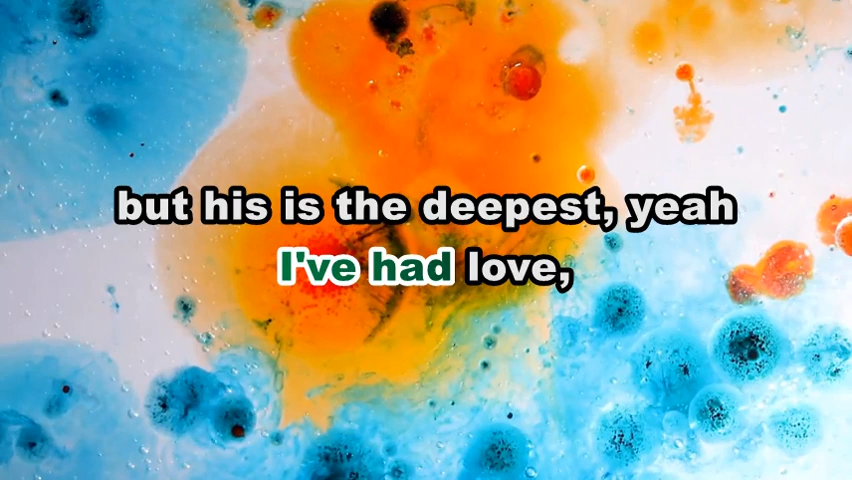 but his is the deepest, yeah
I've had love,